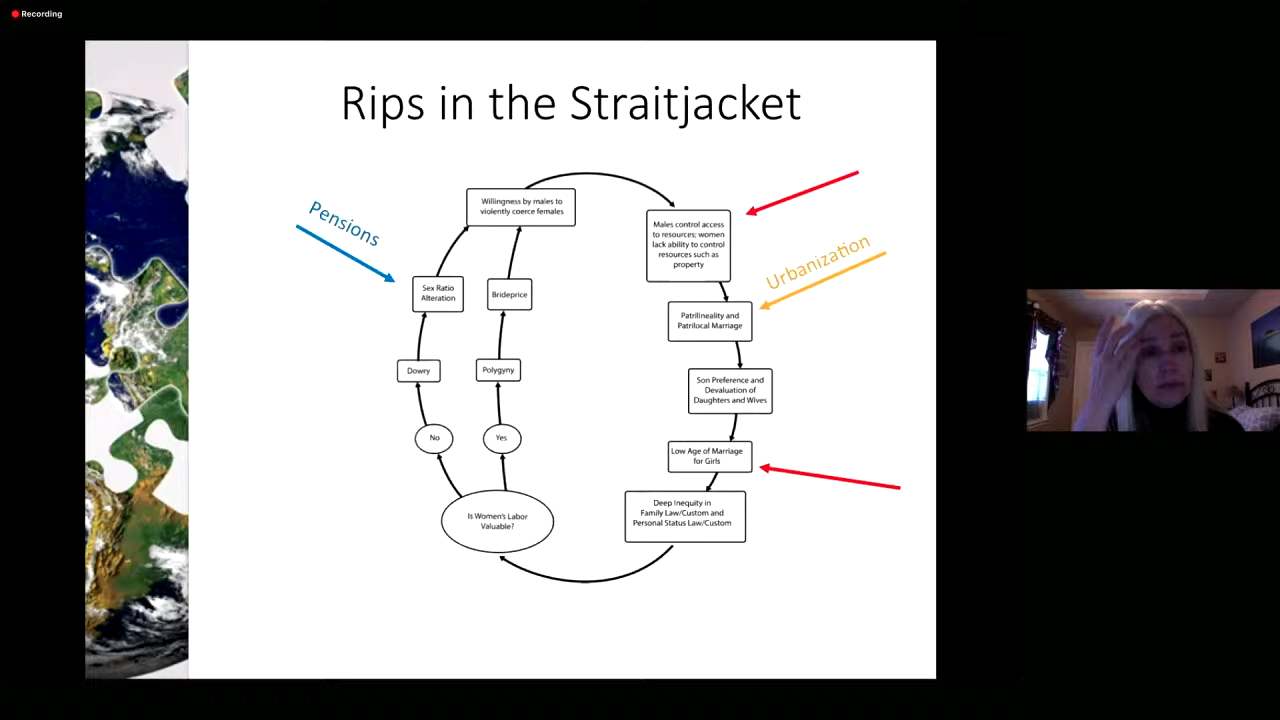 Recording
Rips in the Straitjacket
Pensions
Willingness by males to
violently coerce females
Males control access
to resources; women
lack ability to control
resources such as
property
Urbanization
Sex Ratio
Alteration
Brideprice
Patrilineality and
Patrilocal Marriage
Dowry
Polygyny
Son Preference and
Devaluation of
Daughters and Wives
No
Yes
Low Age of Marriage
for Girls
Is Women's Labor
Valuable?
Deep Inequity in
Family Law/Custom and
Personal Status Law/Custom